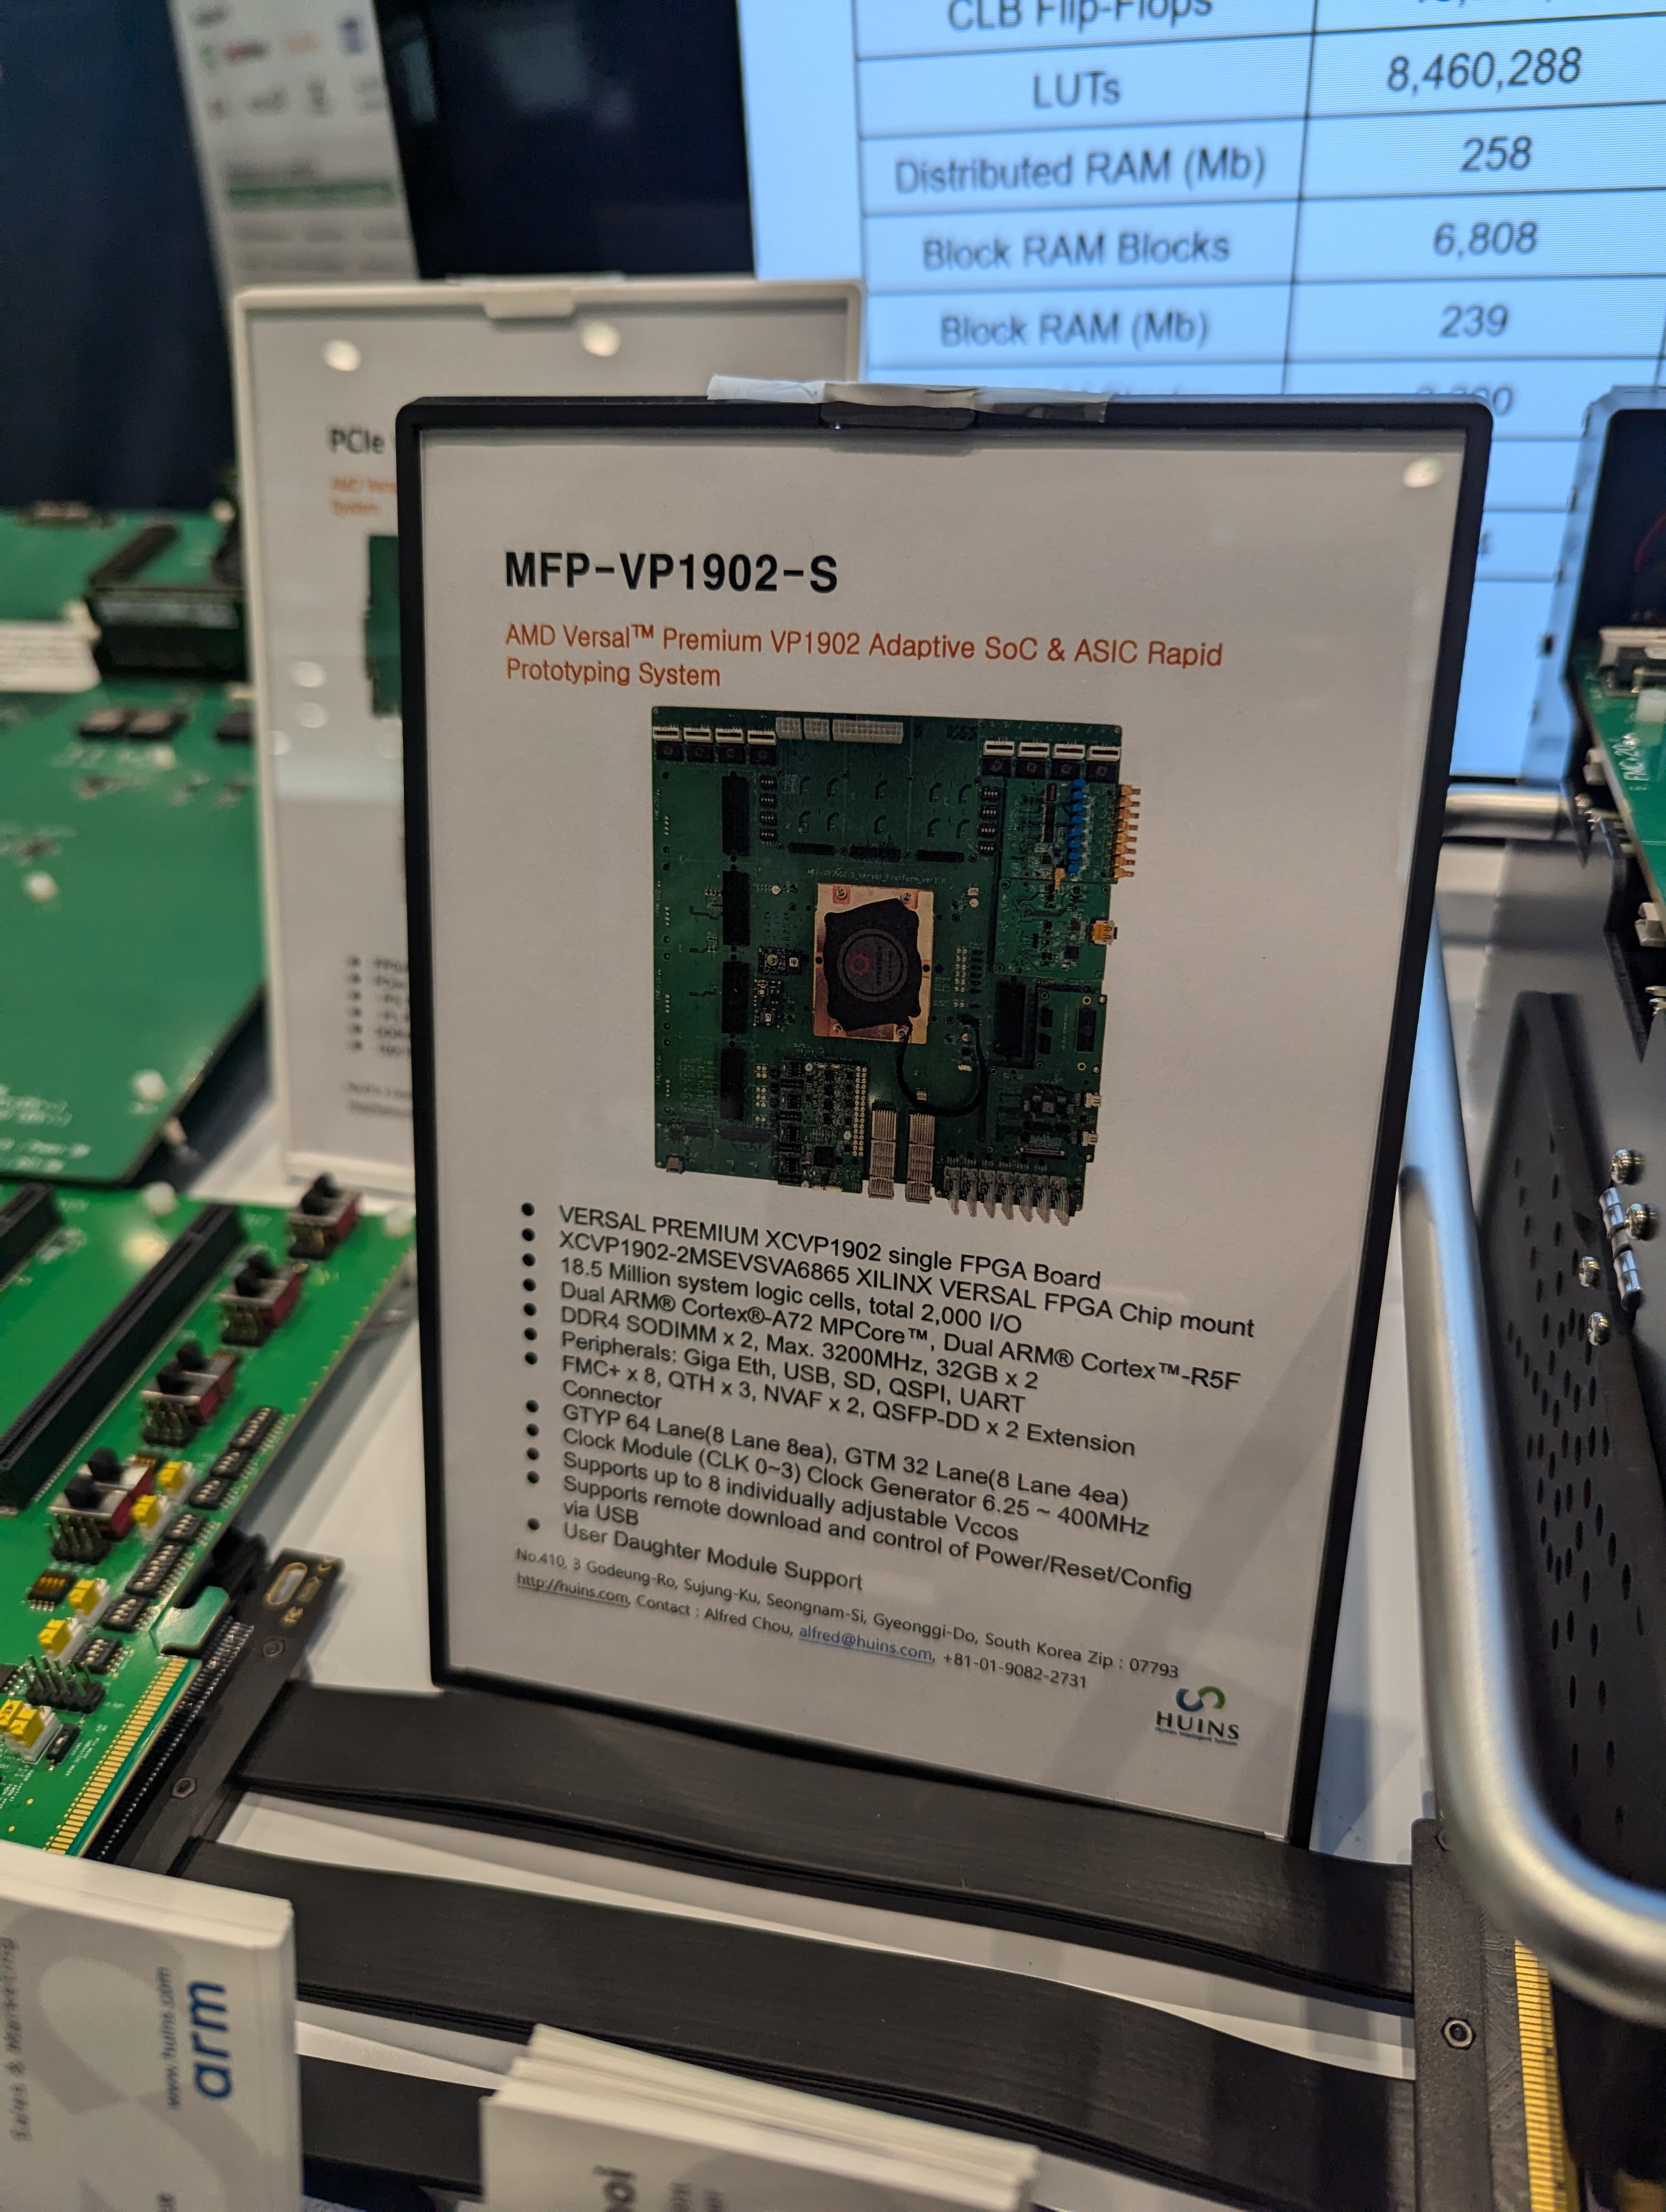 CLB Flip-Flops
LUTs 8,460,288
Distributed RAM (Mb) 258
Block RAM Blocks 6,808
Block RAM (Mb) 239
PCIe
System
MFP-VP1902-S
AMD Versal™ Premium VP1902 Adaptive SoC & ASIC Rapid
Prototyping System
● VERSAL PREMIUM XCVP1902 single FPGA Board
● XCVP1902-2MSEVSVA6865 XILINX VERSAL FPGA Chip mount
● 18.5 Million system logic cells, total 2,000 I/O
● Dual ARM® Cortex®-A72 MPCore™, Dual ARM® Cortex™-R5F
● DDR4 SODIMM x 2, Max. 3200MHz, 32GB x 2
● Peripherals: Giga Eth, USB, SD, QSPI, UART
● FMC+ x 8, QTH x 3, NVAF x 2, QSFP-DD x 2 Extension
Connector
● GTYP 64 Lane(8 Lane 8ea), GTM 32 Lane(8 Lane 4ea)
● Clock Module (CLK 0~3) Clock Generator 6.25 ~ 400MHz
● Supports up to 8 individually adjustable Vccos
● Supports remote download and control of Power/Reset/Config
via USB
● User Daughter Module Support
No.410, 3 Godeung-Ro, Sujung-Ku, Seongnam-Si, Gyeonggi-Do, South Korea Zip : 07793
http://huins.com, Contact : Alfred Chou, alfred@huins.com, +81-01-9082-2731
HUINS
Human Intelligent System
Sales & Marketing
www.huins.com
arm